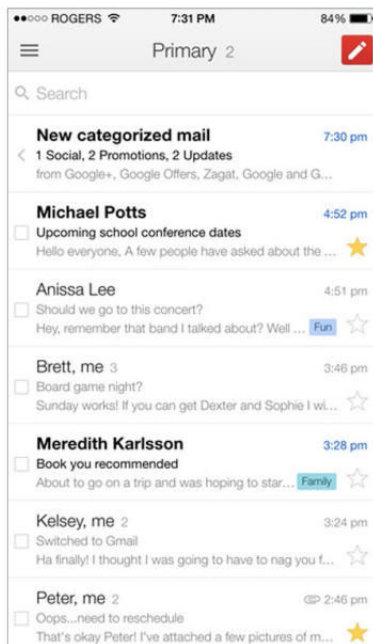 ROGERS 7:31 PM 84%
Primary 2
Search
New categorized mail 7:30 pm
1 Social, 2 Promotions, 2 Updates
from Google+, Google Offers, Zagat, Google and G...
Michael Potts 4:52 pm
Upcoming school conference dates
Hello everyone, A few people have asked about the ...
Anissa Lee 4:51 pm
Should we go to this concert?
Hey, remember that band I talked about? Well ... Fun
Brett, me 3 3:46 pm
Board game night?
Sunday works! If you can get Dexter and Sophie I wi...
Meredith Karlsson 3:28 pm
Book you recommended
About to go on a trip and was hoping to star... Family
Kelsey, me 2 3:24 pm
Switched to Gmail
Ha finally! I thought I was going to have to nag you f...
Peter, me 2 2:46 pm
Oops...need to reschedule
That's okay Peter! I've attached a few pictures of m...